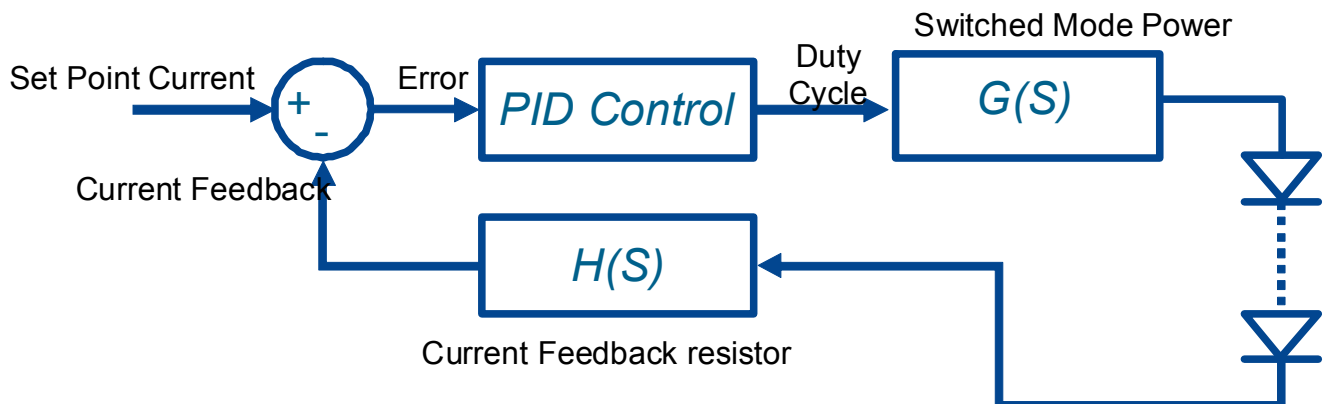 Switched Mode Power
Set Point Current
+
-
Error
PID Control
Duty
Cycle
G(S)
Current Feedback
H(S)
Current Feedback resistor